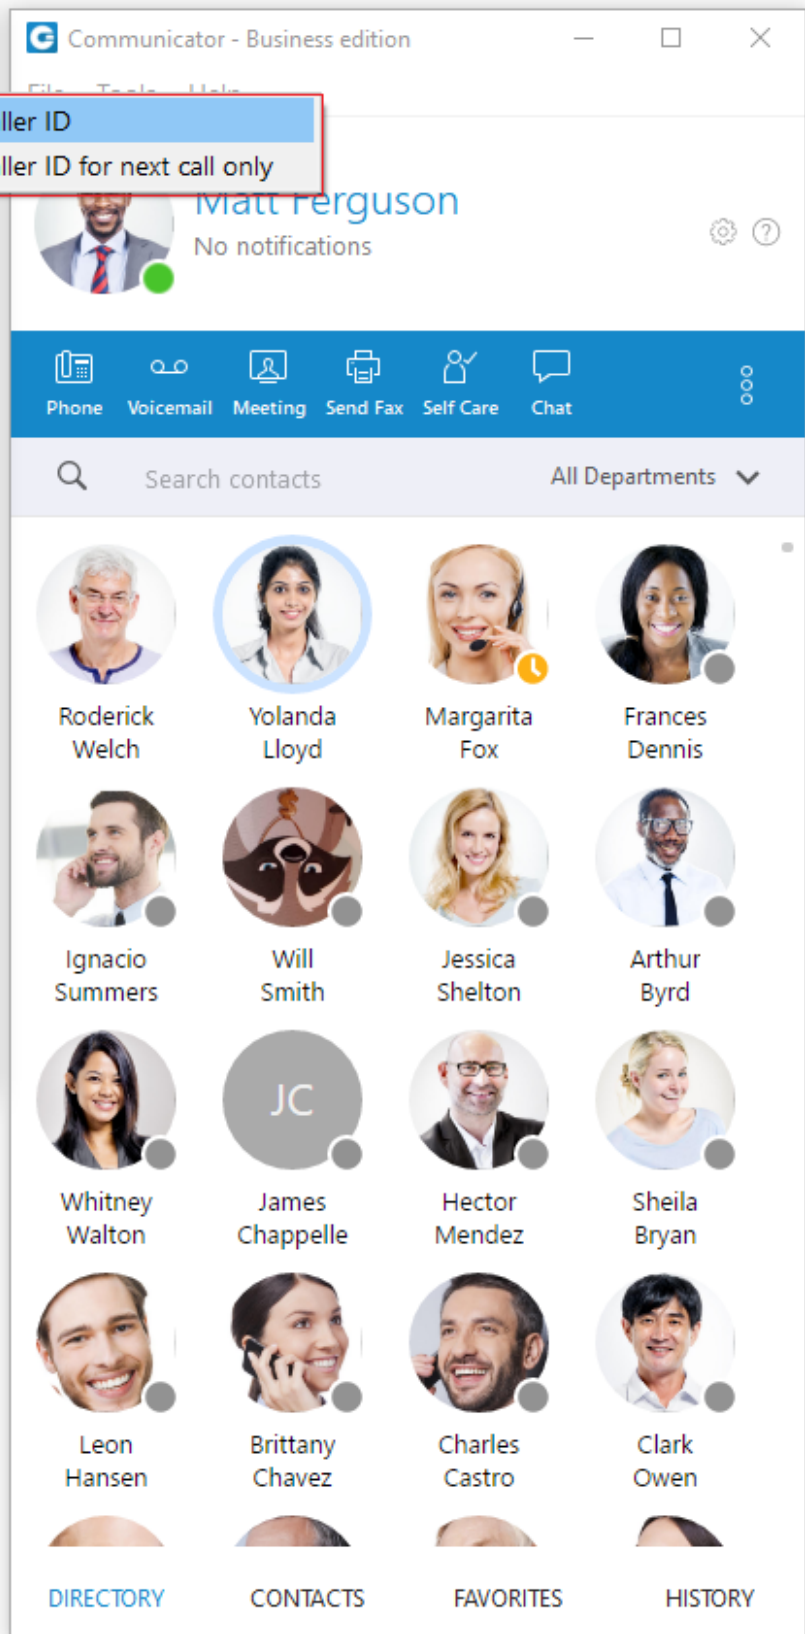 Communicator - Business edition
File Tools Help
ller ID
ller ID for next call only
Matt Ferguson
No notifications
Phone Voicemail Meeting Send Fax Self Care Chat
Search contacts All Departments
Roderick Yolanda Margarita Frances
Welch Lloyd Fox Dennis
Ignacio Will Jessica Arthur
Summers Smith Shelton Byrd
JC
Whitney James Hector Sheila
Walton Chappelle Mendez Bryan
Leon Brittany Charles Clark
Hansen Chavez Castro Owen
DIRECTORY CONTACTS FAVORITES HISTORY